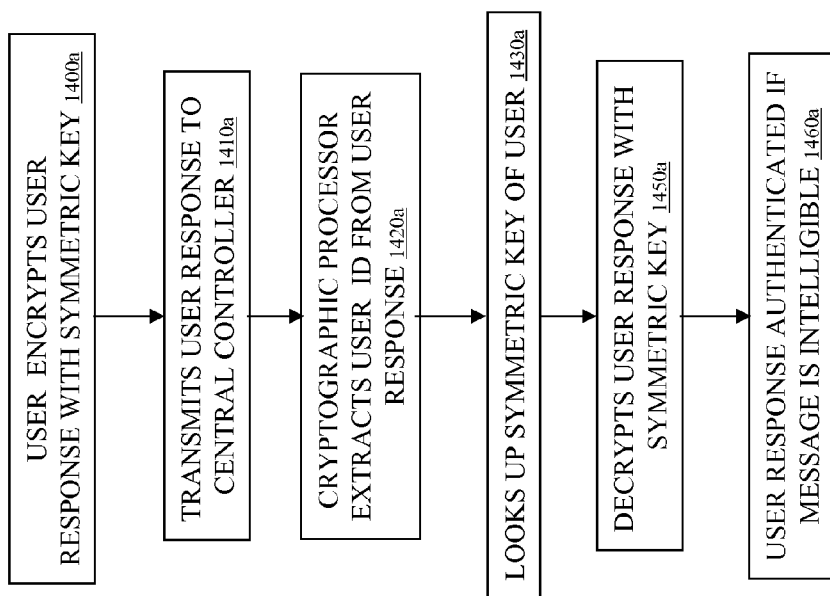 USER ENCRYPTS USER
RESPONSE WITH SYMMETRIC KEY 1400a
TRANSMITS USER RESPONSE TO
CENTRAL CONTROLLER 1410a
CRYPTOGRAPHIC PROCESSOR
EXTRACTS USER ID FROM USER
RESPONSE 1420a
LOOKS UP SYMMETRIC KEY OF USER 1430a
DECRYPTS USER RESPONSE WITH
SYMMETRIC KEY 1450a
USER RESPONSE AUTHENTICATED IF
MESSAGE IS INTELLIGIBLE 1460a